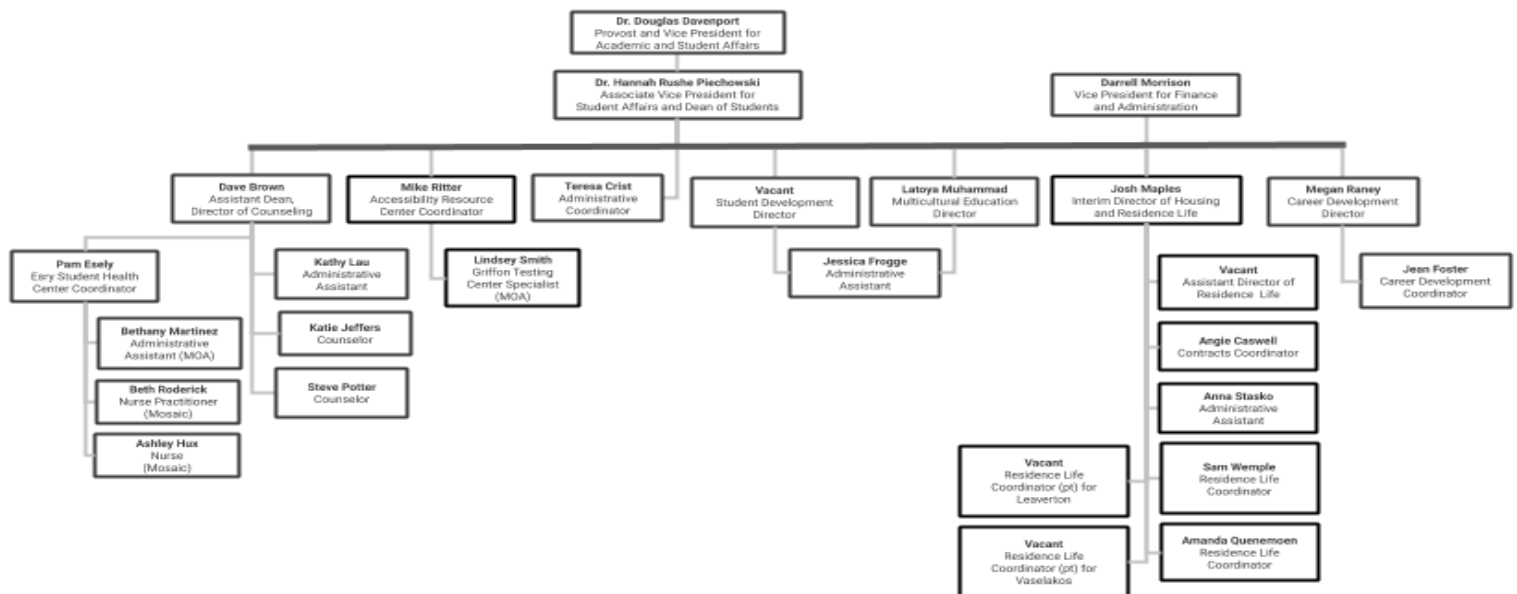 Dr. Douglas Davenport
Provost and Vice President for
Academic and Student Affairs
Dr. Hannah Rushe Piechowski
Associate Vice President for
Student Affairs and Dean of Students
Darrell Morrison
Vice President for Finance
and Administration
Dave Brown
Assistant Dean,
Director of Counseling
Mike Ritter
Accessibility Resource
Center Coordinator
Teresa Crist
Administrative
Coordinator
Vacant
Student Development
Director
Latoya Muhammad
Multicultural Education
Director
Josh Maples
Interim Director of Housing
and Residence Life
Megan Raney
Career Development
Director
Pam Esely
Esry Student Health
Center Coordinator
Kathy Lau
Administrative
Assistant
Lindsey Smith
Griffon Testing
Center Specialist
(MOA)
Jessica Frogge
Administrative
Assistant
Vacant
Assistant Director of
Residence Life
Jean Foster
Career Development
Coordinator
Bethany Martinez
Administrative
Assistant (MOA)
Katie Jeffers
Counselor
Angie Caswell
Contracts Coordinator
Beth Roderick
Nurse Practitioner
(Mosaic)
Steve Potter
Counselor
Anna Stasko
Administrative
Assistant
Ashley Hux
Nurse
(Mosaic)
Vacant
Residence Life
Coordinator (pt) for
Leaverton
Sam Wemple
Residence Life
Coordinator
Vacant
Residence Life
Coordinator (pt) for
Vaselakos
Amanda Quenemoen
Residence Life
Coordinator